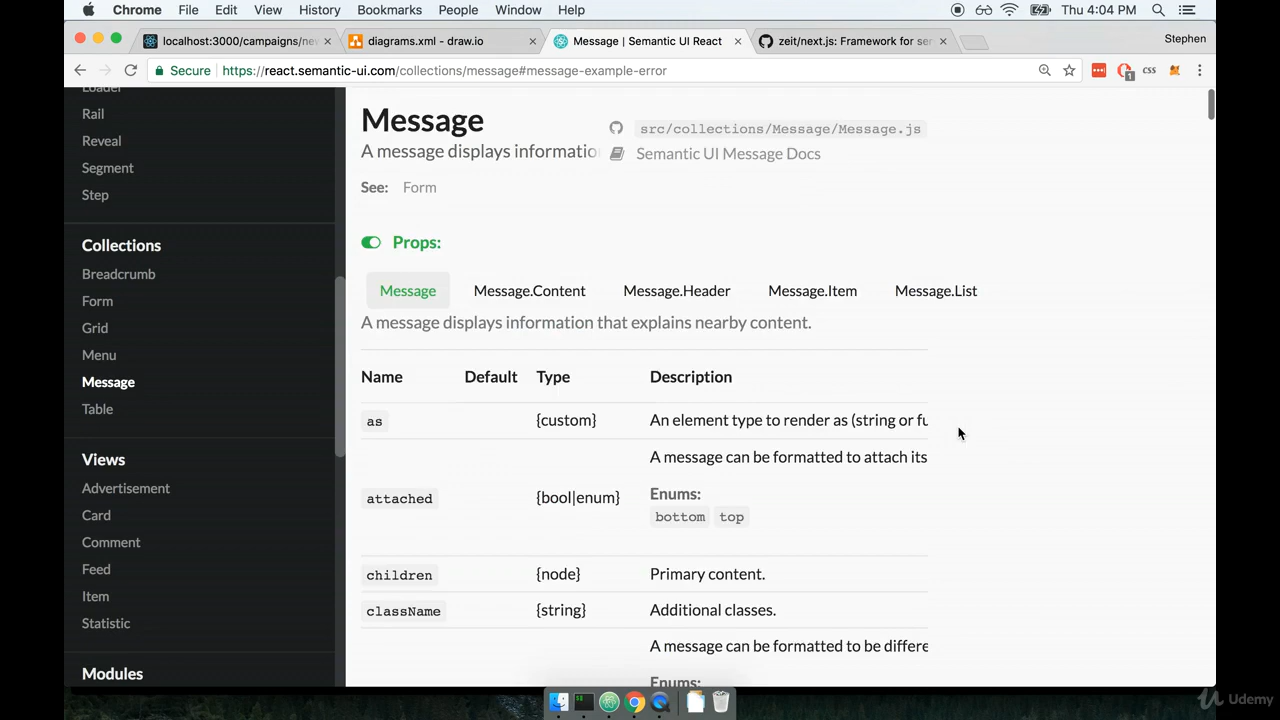 Chrome File Edit View History Bookmarks People Window Help Thu 4:04 PM
localhost:3000/campaigns/nev diagrams.xml - draw.io Message | Semantic UI React zeit/next.js: Framework for ser Stephen
Secure https://react.semantic-ui.com/collections/message#message-example-error 1 CSS
Loader
Rail
Reveal
Segment
Step
Collections
Breadcrumb
Form
Grid
Menu
Message
Table
Views
Advertisement
Card
Comment
Feed
Item
Statistic
Modules
Message
src/collections/Message/Message.js
A message displays informatio
Semantic UI Message Docs
See: Form
Props:
Message Message.Content Message.Header Message.Item Message.List
A message displays information that explains nearby content.
Name Default Type Description
as {custom} An element type to render as (string or fu
A message can be formatted to attach its
attached {bool|enum} Enums:
bottom top
children {node} Primary content.
className {string} Additional classes.
A message can be formatted to be differe
Enums:
Udemy